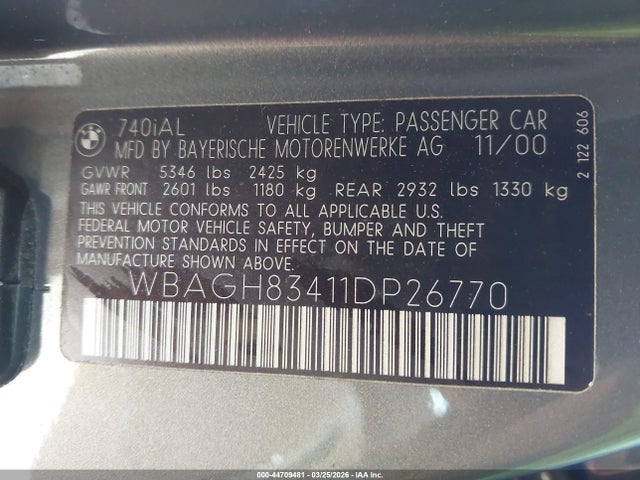 740iAL VEHICLE TYPE: PASSENGER CAR
MFD BY BAYERISCHE MOTORENWERKE AG 11/00
GVWR 5346 lbs 2425 kg
GAWR FRONT 2601 lbs 1180 kg REAR 2932 lbs 1330 kg
THIS VEHICLE CONFORMS TO ALL APPLICABLE U.S.
FEDERAL MOTOR VEHICLE SAFETY, BUMPER AND THEFT
PREVENTION STANDARDS IN EFFECT ON THE DATE OF
MANUFACTURE SHOWN ABOVE.
WBAGH83411DP26770
2 122 606
BMW
000-44709481 - 03/25/2026 - IAA Inc.